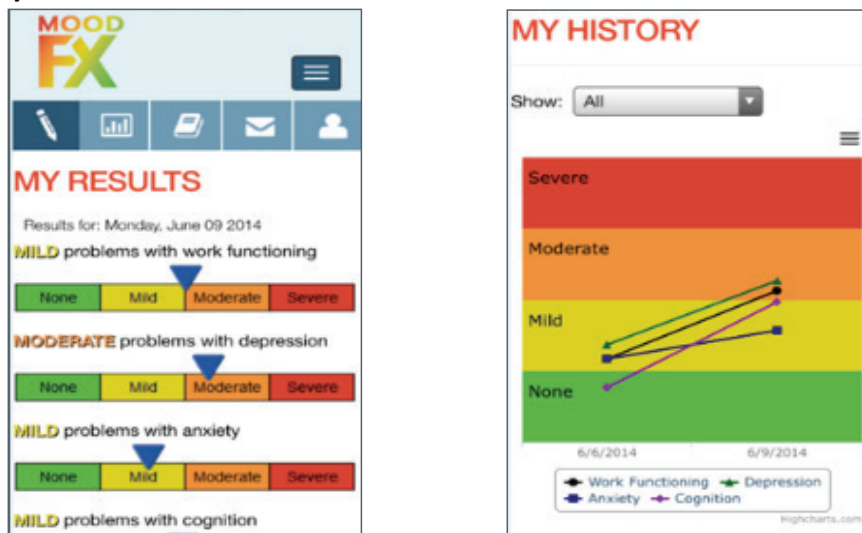 MOOD
FX
MY RESULTS
Results for: Monday, June 09 2014
MILD problems with work functioning
None Mild Moderate Severe
MODERATE problems with depression
None Mild Moderate Severe
MILD problems with anxiety
None Mild Moderate Severe
MILD problems with cognition
MY HISTORY
Show: All
Severe
Moderate
Mild
None
6/6/2014 6/9/2014
Work Functioning Depression
Anxiety Cognition
Highcharts.com